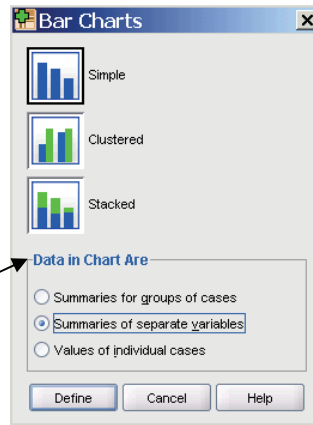 Bar Charts
Simple
Clustered
Stacked
Data in Chart Are
Summaries for groups of cases
Summaries of separate variables
Values of individual cases
Define Cancel Help